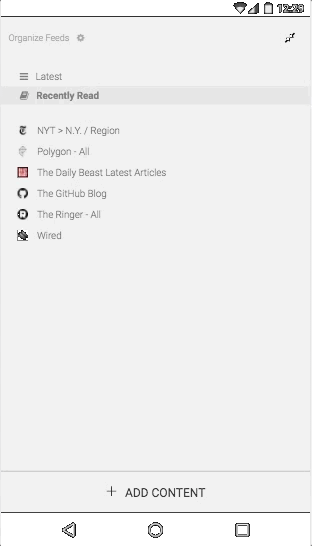 12:29
Organize Feeds
Latest
Recently Read
NYT > N.Y. / Region
Polygon - All
The Daily Beast Latest Articles
The GitHub Blog
The Ringer - All
Wired
+ ADD CONTENT